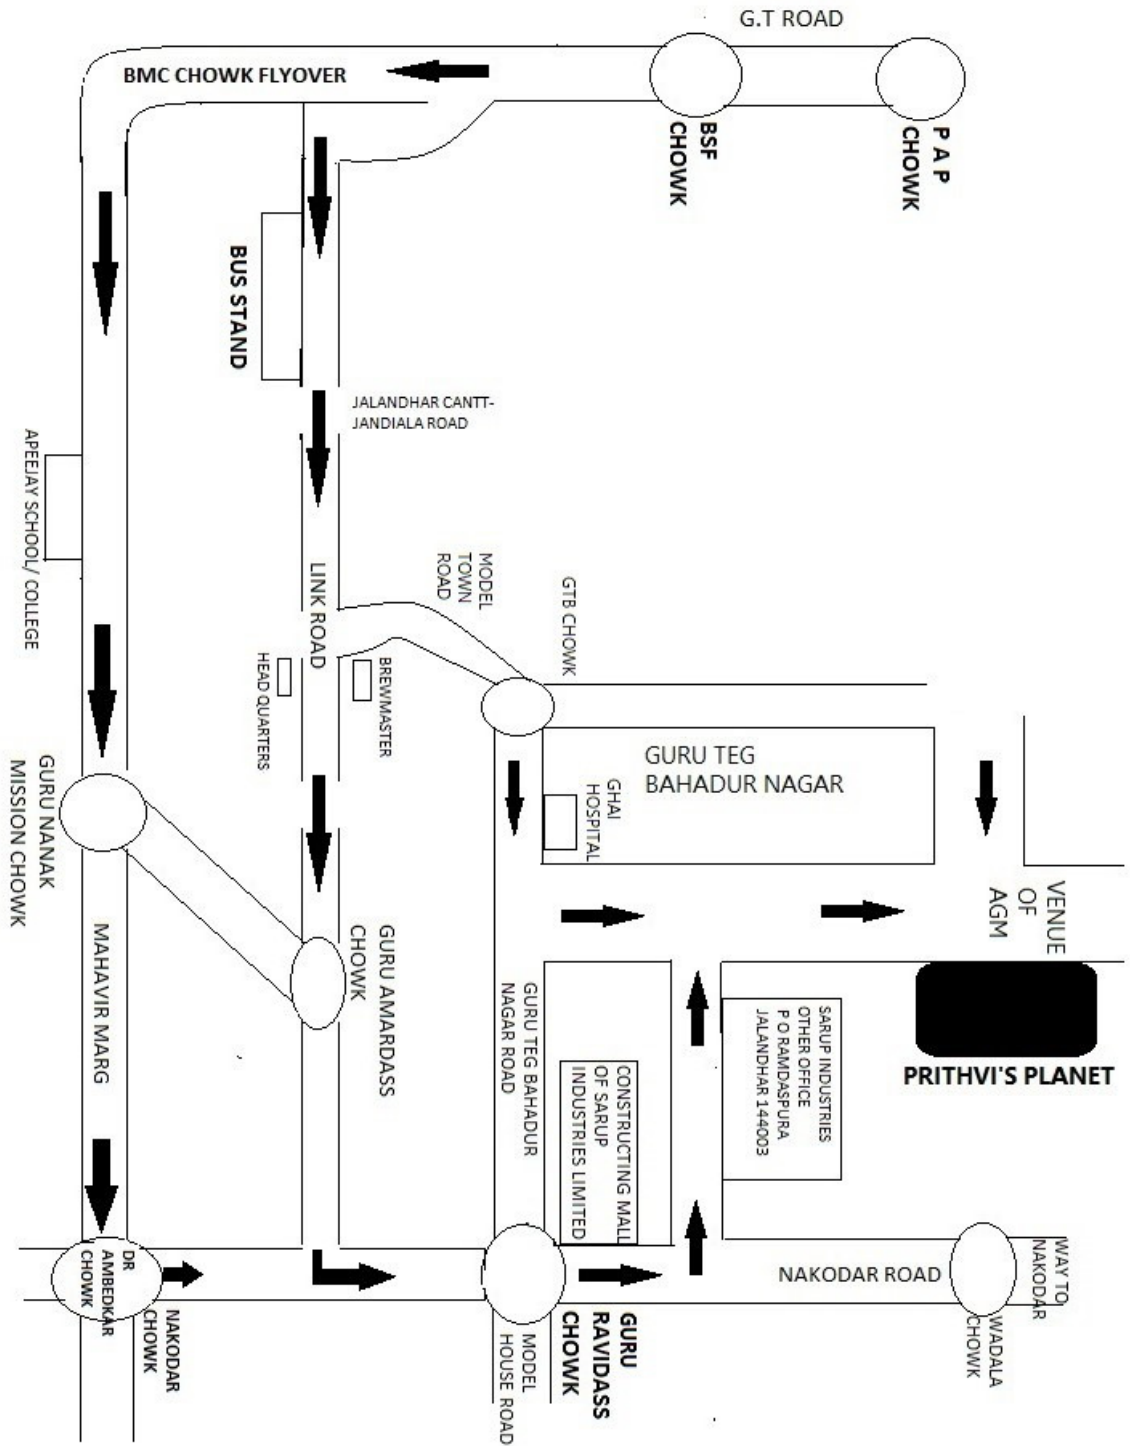 G.T ROAD
BMC CHOWK FLYOVER
BSF
CHOWK
P A P
CHOWK
BUS STAND
JALANDHAR CANTT-
JANDIALA ROAD
APEEJAY SCHOOL/ COLLEGE
LINK ROAD
MODEL
TOWN
ROAD
GTB CHOWK
HEAD QUARTERS
BREWMASTER
GURU TEG
BAHADUR NAGAR
GHAI
HOSPITAL
GURU NANAK
MISSION CHOWK
MAHAVIR MARG
GURU AMARDASS
CHOWK
VENUE
OF
AGM
GURU TEG BAHADUR
NAGAR ROAD
CONSTRUCTING MALL
OF SARUP
INDUSTRIES LIMITED
SARUP INDUSTRIES
OTHER OFFICE
P O RAMDASPURA
JALANDHAR 144003
PRITHVI'S PLANET
DR
AMBEDKAR
CHOWK
NAKODAR
CHOWK
GURU
RAVIDASS
CHOWK
MODEL
HOUSE ROAD
NAKODAR ROAD
WAY TO
NAKODAR
WADALA
CHOWK